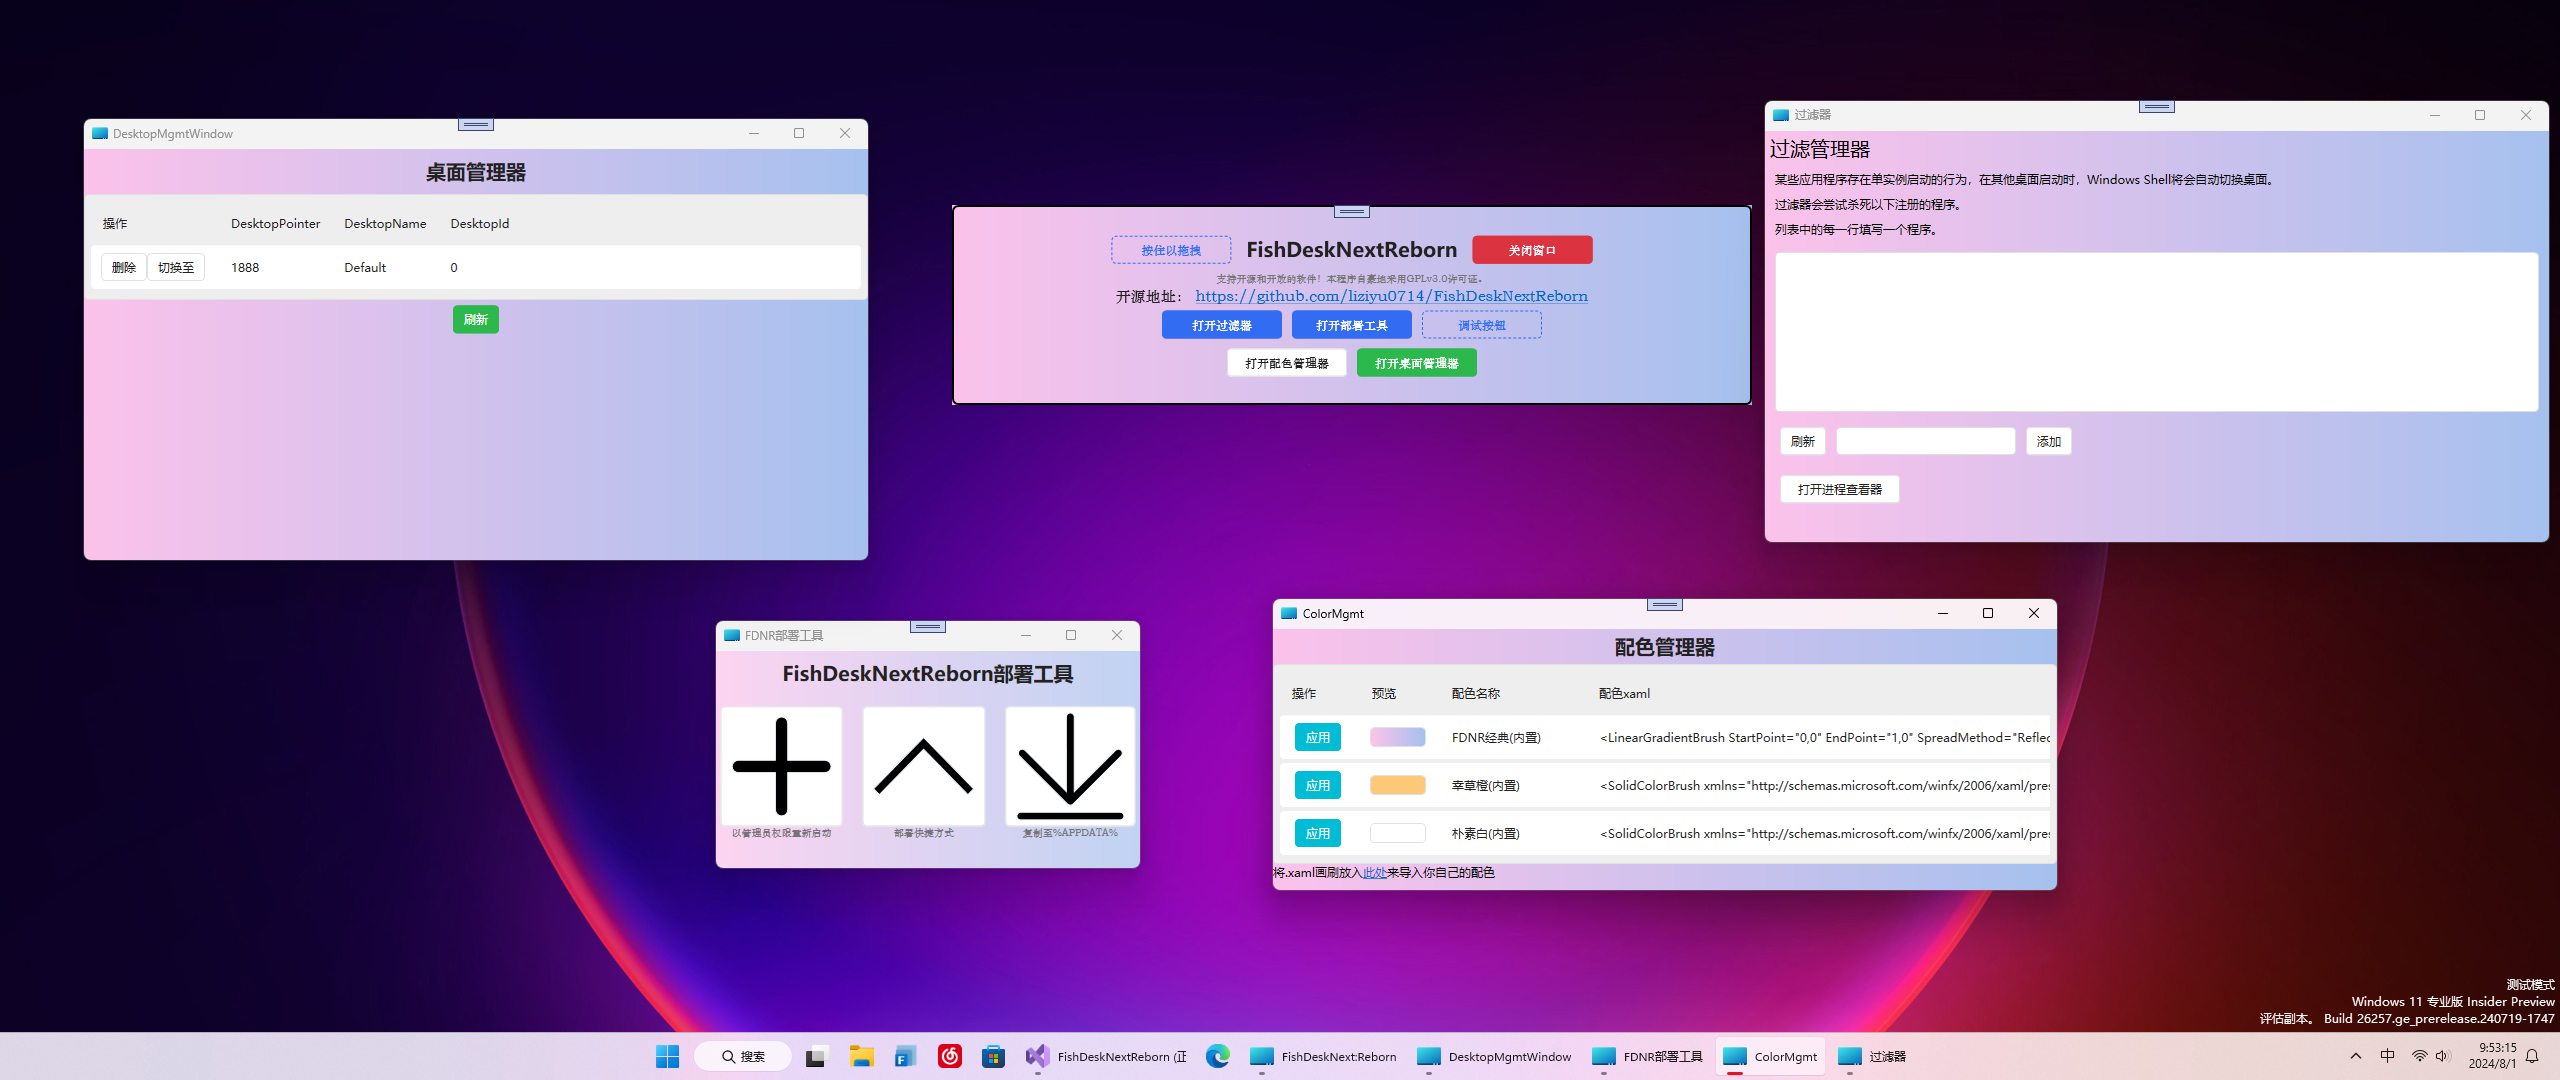 DesktopMgmtWindow
桌面管理器
操作 DesktopPointer DesktopName DesktopId
删除 切换至 1888 Default 0
刷新
按住以拖拽 FishDeskNextReborn 关闭窗口
支持开源和开放的软件！本程序自豪地采用GPLv3.0许可证。
开源地址： https://github.com/liziyu0714/FishDeskNextReborn
打开过滤器 打开部署工具 调试按钮
打开配色管理器 打开桌面管理器
过滤器
过滤管理器
某些应用程序存在单实例启动的行为，在其他桌面启动时，Windows Shell将会自动切换桌面。
过滤器会尝试杀死以下注册的程序。
列表中的每一行填写一个程序。
刷新 添加
打开进程查看器
FDNR部署工具
FishDeskNextReborn部署工具
以管理员权限重新启动 部署快捷方式 复制至%APPDATA%
ColorMgmt
配色管理器
操作 预览 配色名称 配色xaml
应用 FDNR经典(内置) <LinearGradientBrush StartPoint="0,0" EndPoint="1,0" SpreadMethod="Reflec
应用 幸草橙(内置) <SolidColorBrush xmlns="http://schemas.microsoft.com/winfx/2006/xaml/pres
应用 朴素白(内置) <SolidColorBrush xmlns="http://schemas.microsoft.com/winfx/2006/xaml/pres
将.xaml画刷放入此处来导入你自己的配色
测试模式
Windows 11 专业版 Insider Preview
评估副本。 Build 26257.ge_prerelease.240719-1747
搜索 FishDeskNextReborn (正 FishDeskNext:Reborn DesktopMgmtWindow FDNR部署工具 ColorMgmt 过滤器 中 9:53:15
2024/8/1